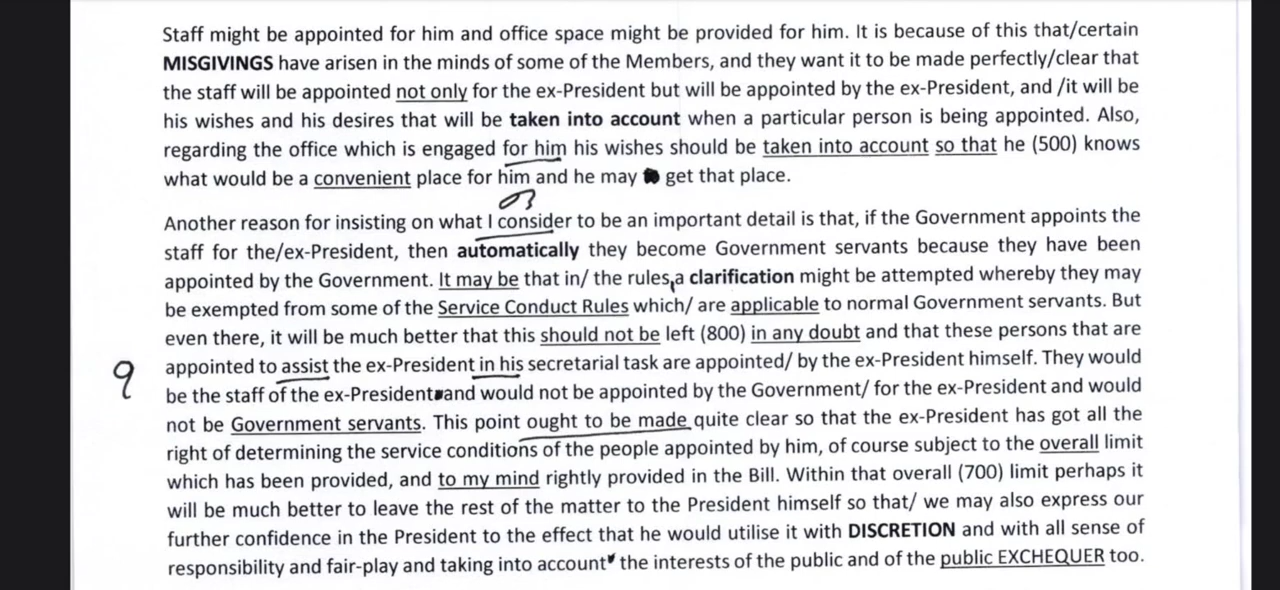 Staff might be appointed for him and office space might be provided for him. It is because of this that/certain
MISGIVINGS have arisen in the minds of some of the Members, and they want it to be made perfectly/clear that
the staff will be appointed not only for the ex-President but will be appointed by the ex-President, and /it will be
his wishes and his desires that will be taken into account when a particular person is being appointed. Also,
regarding the office which is engaged for him his wishes should be taken into account so that he (500) knows
what would be a convenient place for him and he may get that place.
Another reason for insisting on what I consider to be an important detail is that, if the Government appoints the
staff for the/ex-President, then automatically they become Government servants because they have been
appointed by the Government. It may be that in/ the rules,a clarification might be attempted whereby they may
be exempted from some of the Service Conduct Rules which/ are applicable to normal Government servants. But
even there, it will be much better that this should not be left (800) in any doubt and that these persons that are
appointed to assist the ex-President in his secretarial task are appointed/ by the ex-President himself. They would
9
be the staff of the ex-President and would not be appointed by the Government/ for the ex-President and would
not be Government servants. This point ought to be made quite clear so that the ex-President has got all the
right of determining the service conditions of the people appointed by him, of course subject to the overall limit
which has been provided, and to my mind rightly provided in the Bill. Within that overall (700) limit perhaps it
will be much better to leave the rest of the matter to the President himself so that/ we may also express our
further confidence in the President to the effect that he would utilise it with DISCRETION and with all sense of
responsibility and fair-play and taking into account the interests of the public and of the public EXCHEQUER too.